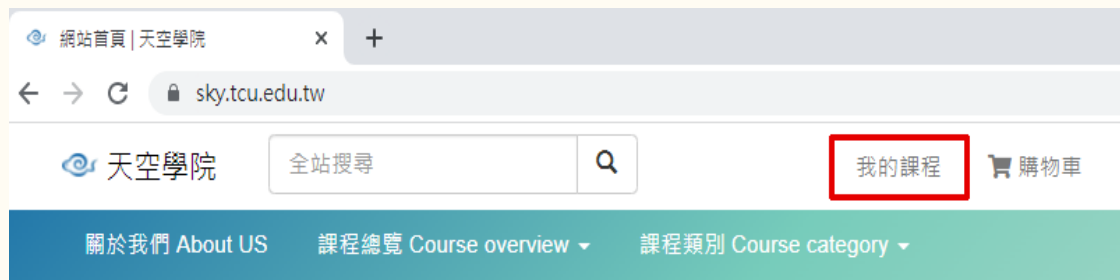 網站首頁 | 天空學院
sky.tcu.edu.tw
天空學院 全站搜尋 我的課程 購物車
關於我們 About US 課程總覽 Course overview 課程類別 Course category